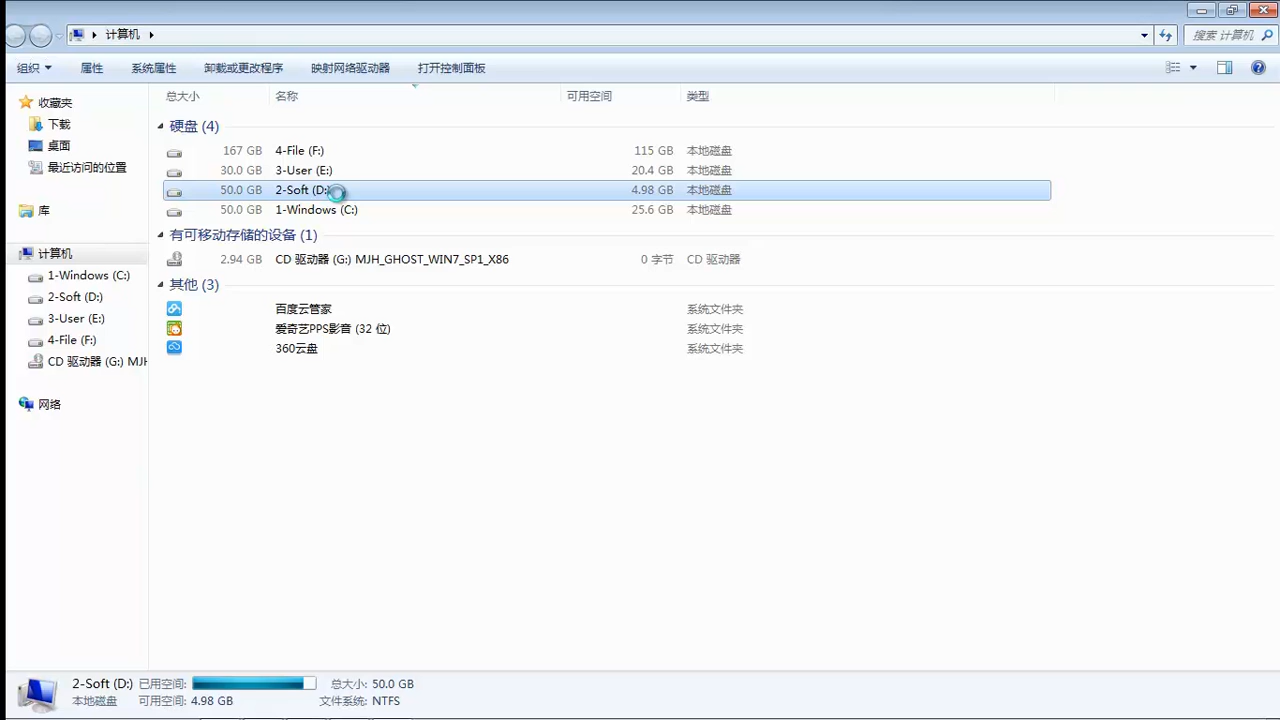 计算机
搜索 计算机
组织 属性 系统属性 卸载或更改程序 映射网络驱动器 打开控制面板
收藏夹
下载
桌面
最近访问的位置
库
计算机
1-Windows (C:)
2-Soft (D:)
3-User (E:)
4-File (F:)
CD 驱动器 (G:) MJH
网络
总大小 名称 可用空间 类型
硬盘 (4)
167 GB 4-File (F:) 115 GB 本地磁盘
30.0 GB 3-User (E:) 20.4 GB 本地磁盘
50.0 GB 2-Soft (D: 4.98 GB 本地磁盘
50.0 GB 1-Windows (C:) 25.6 GB 本地磁盘
有可移动存储的设备 (1)
2.94 GB CD 驱动器 (G:) MJH_GHOST_WIN7_SP1_X86 0 字节 CD 驱动器
其他 (3)
百度云管家 系统文件夹
爱奇艺PPS影音 (32 位) 系统文件夹
360云盘 系统文件夹
2-Soft (D:) 已用空间: 总大小: 50.0 GB
本地磁盘 可用空间: 4.98 GB 文件系统: NTFS